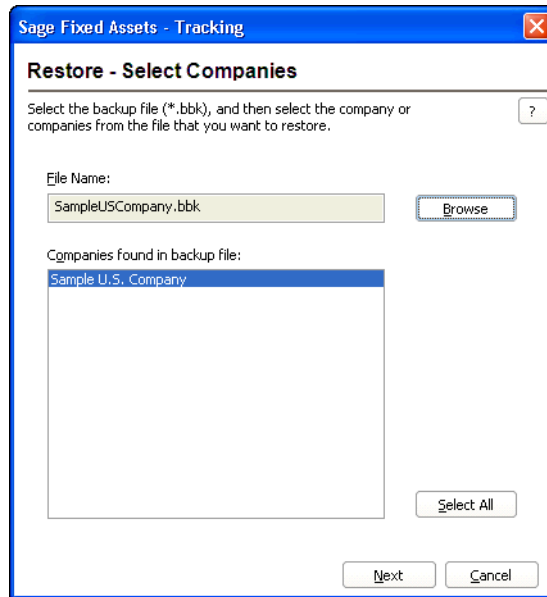 Sage Fixed Assets - Tracking
Restore - Select Companies
Select the backup file (*.bbk), and then select the company or
companies from the file that you want to restore.
?
File Name:
SampleUSCompany.bbk
Browse
Companies found in backup file:
Sample U.S. Company
Select All
Next
Cancel